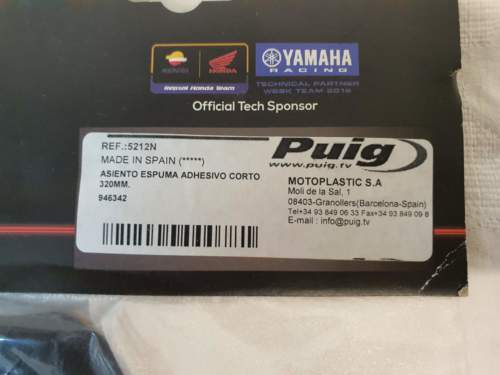 REPSOL
HONDA
Repsol Honda Team
YAMAHA
RACING
TECHNICAL PARTNER
WSBK TEAM 2016
Official Tech Sponsor
REF.:5212N
MADE IN SPAIN (*****)
ASIENTO ESPUMA ADHESIVO CORTO
320MM.
946342
Puig
www.puig.tv
MOTOPLASTIC S.A
Moli de la Sal, 1
08403-Granollers(Barcelona-Spain)
Tel+34 93 849 06 33 Fax+34 93 849 09 8
E-mail : info@puig.tv